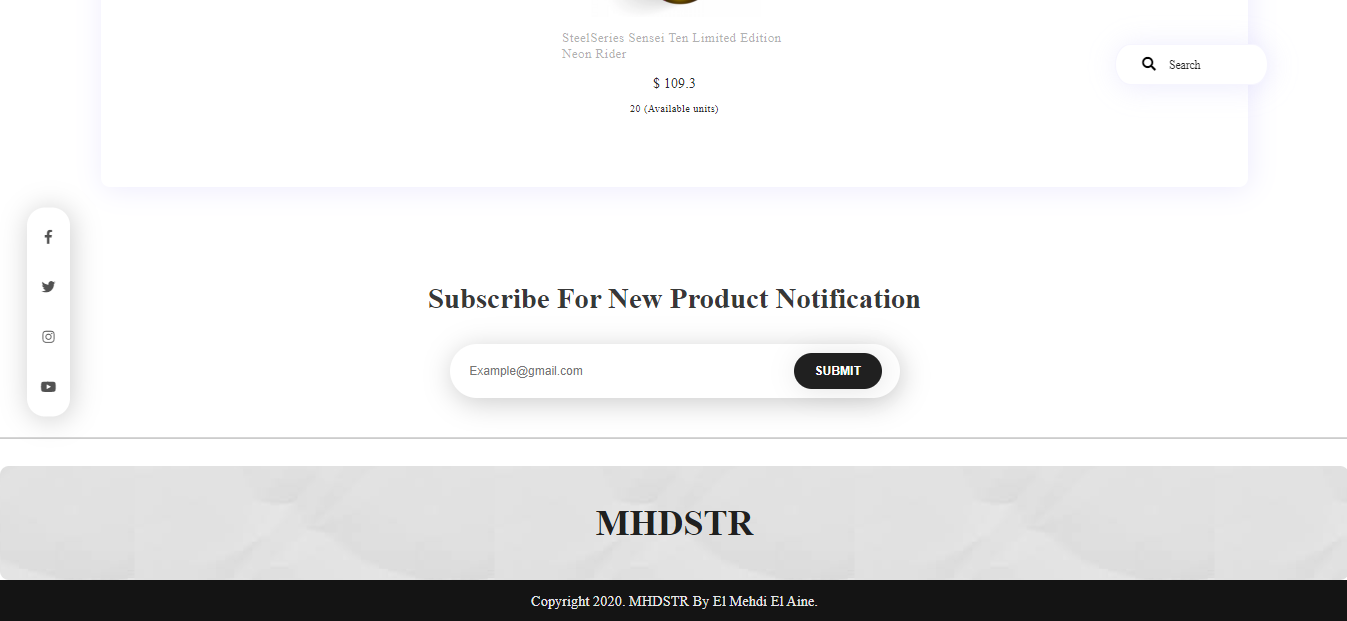 SteelSeries Sensei Ten Limited Edition
Neon Rider
$ 109.3
20 (Available units)
Search
Subscribe For New Product Notification
Example@gmail.com
SUBMIT
MHDSTR
Copyright 2020. MHDSTR By El Mehdi El Aine.